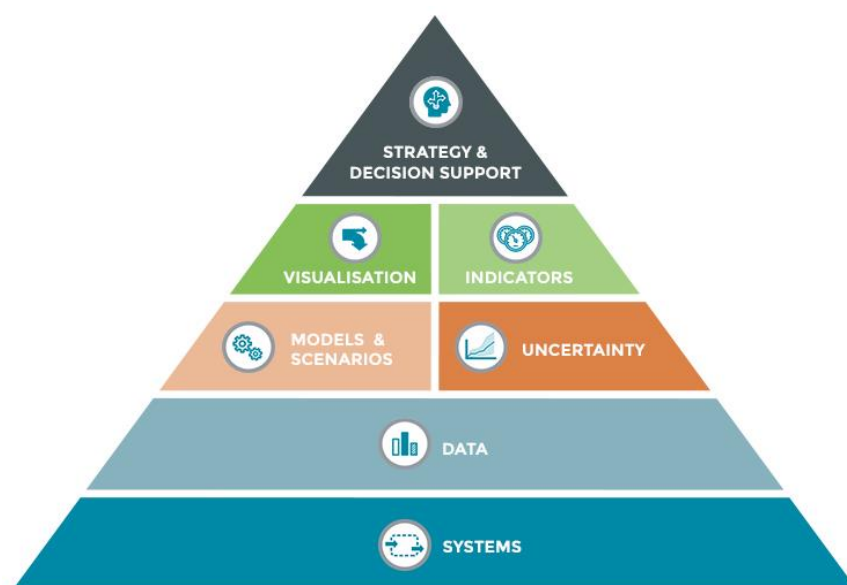 STRATEGY &
DECISION SUPPORT
VISUALISATION
INDICATORS
MODELS &
SCENARIOS
UNCERTAINTY
DATA
SYSTEMS